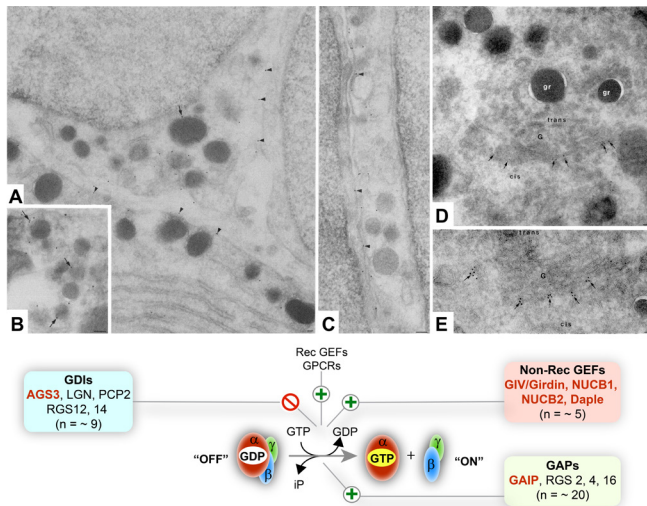 A
B
C
gr
gr
trans
G
cis
D
trans
G
cis
E
Rec GEFs
GPCRs
GDIs
AGS3, LGN, PCP2
RGS12, 14
(n = ~ 9)
Non-Rec GEFs
GIV/Girdin, NUCB1,
NUCB2, Daple
(n = ~ 5)
GTP
GDP
"OFF"
α
GDP
γ
β
iP
α
GTP
+
γ
β
"ON"
GAPs
GAIP, RGS 2, 4, 16
(n = ~ 20)